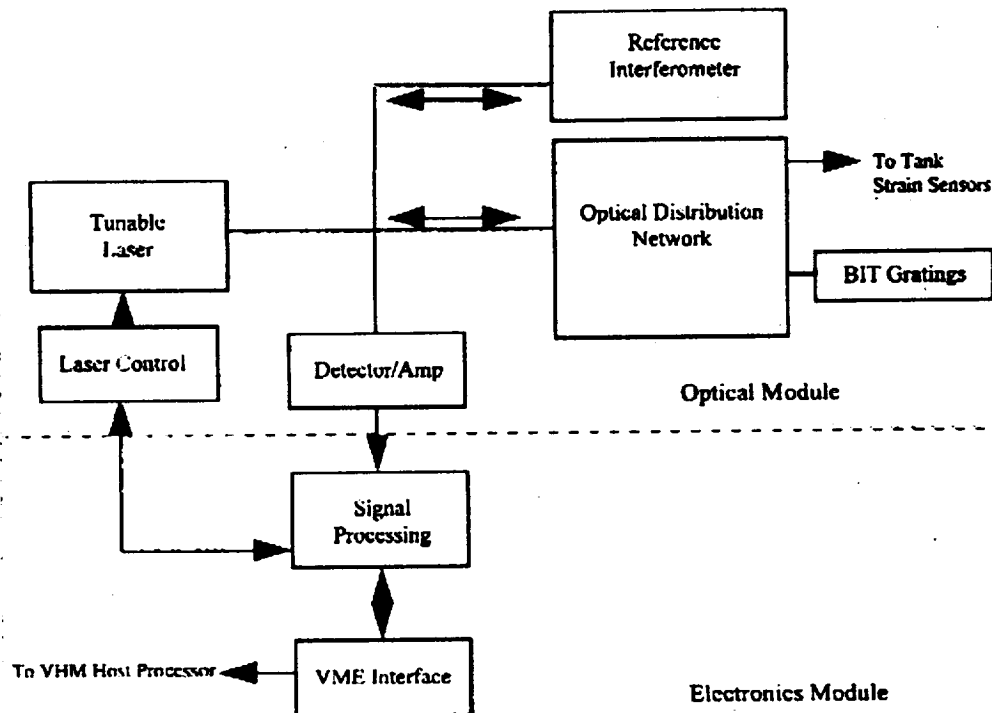 Reference
Interferometer
To Tank
Strain Sensors
Tunable
Laser
Optical Distribution
Network
BIT Gratings
Laser Control
Detector/Amp
Optical Module
Signal
Processing
To VHM Host Processor
VME Interface
Electronics Module